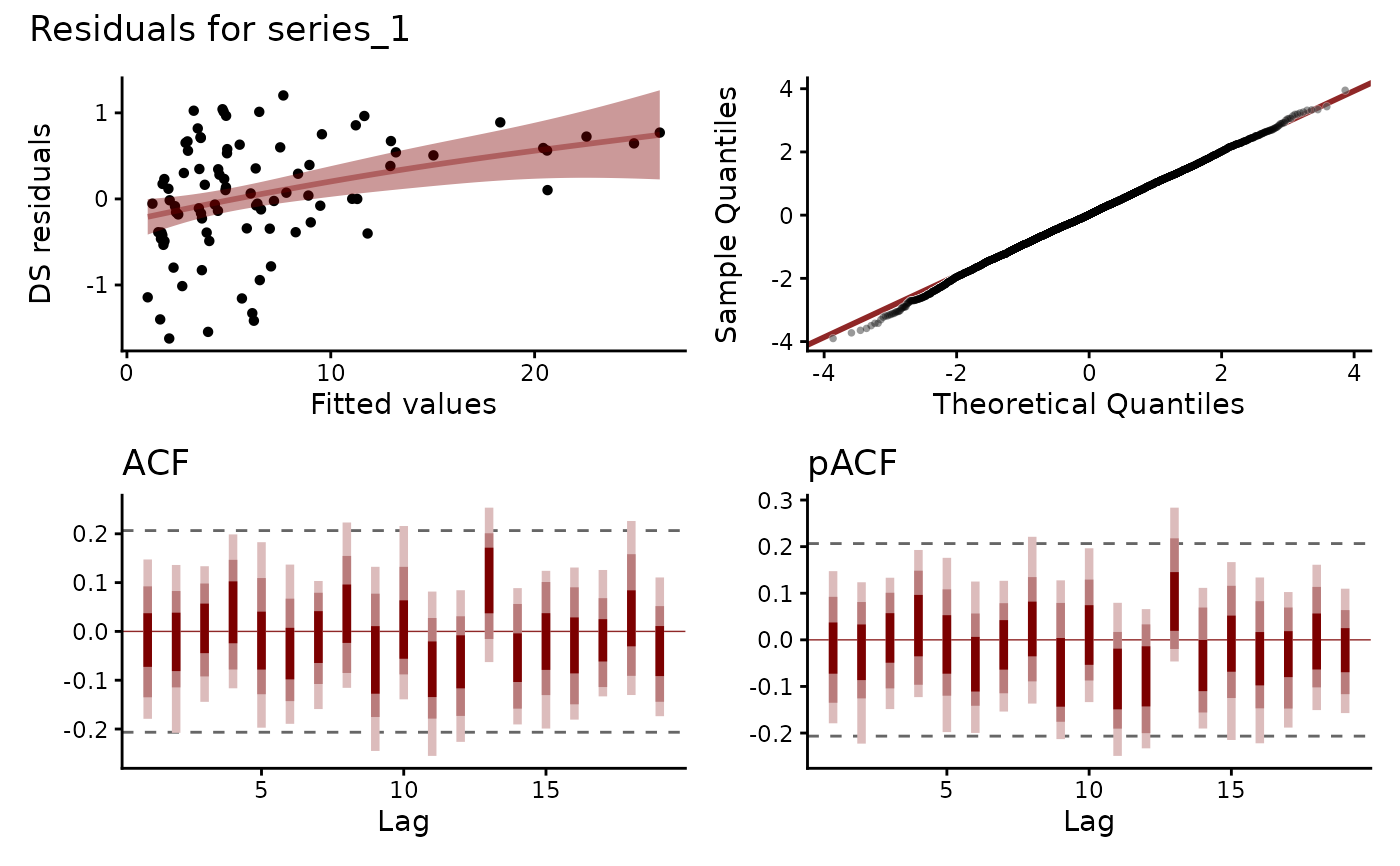 Residuals for series_1
1
0
-1
DS residuals
0 10 20
Fitted values
4
2
0
-2
-4
Sample Quantiles
-4 -2 0 2 4
Theoretical Quantiles
ACF
0.2
0.1
0.0
-0.1
-0.2
5 10 15
Lag
pACF
0.3
0.2
0.1
0.0
-0.1
-0.2
5 10 15
Lag